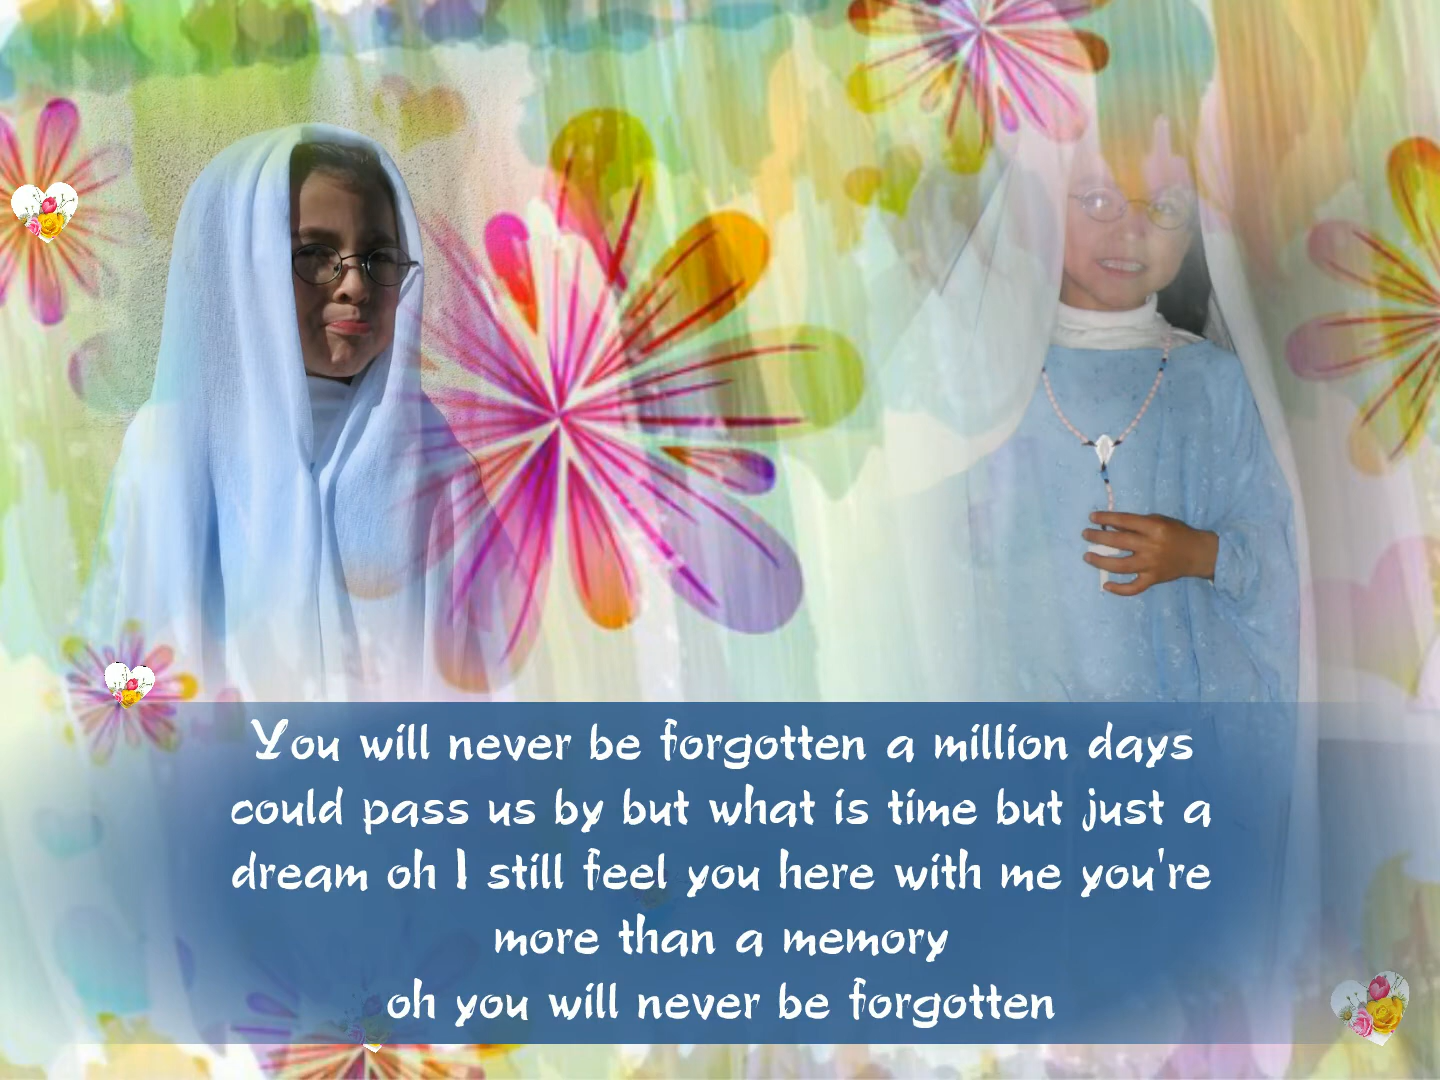 You will never be forgotten a million days
could pass us by but what is time but just a
dream oh I still feel you here with me you're
more than a memory
oh you will never be forgotten